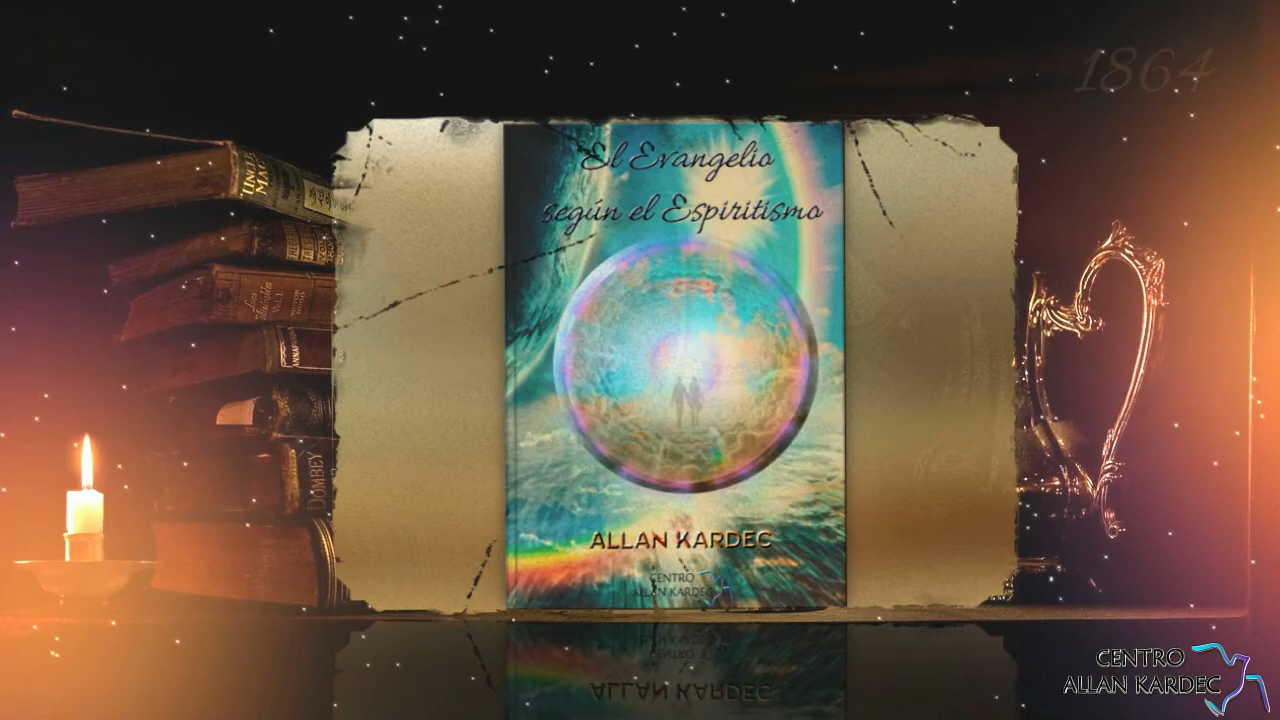 1864
El Evangelio
según el Espiritismo
ALLAN KARDEC
CENTRO
ALLAN KARDEC
DOMBEY
CENTRO
ALLAN KARDEC